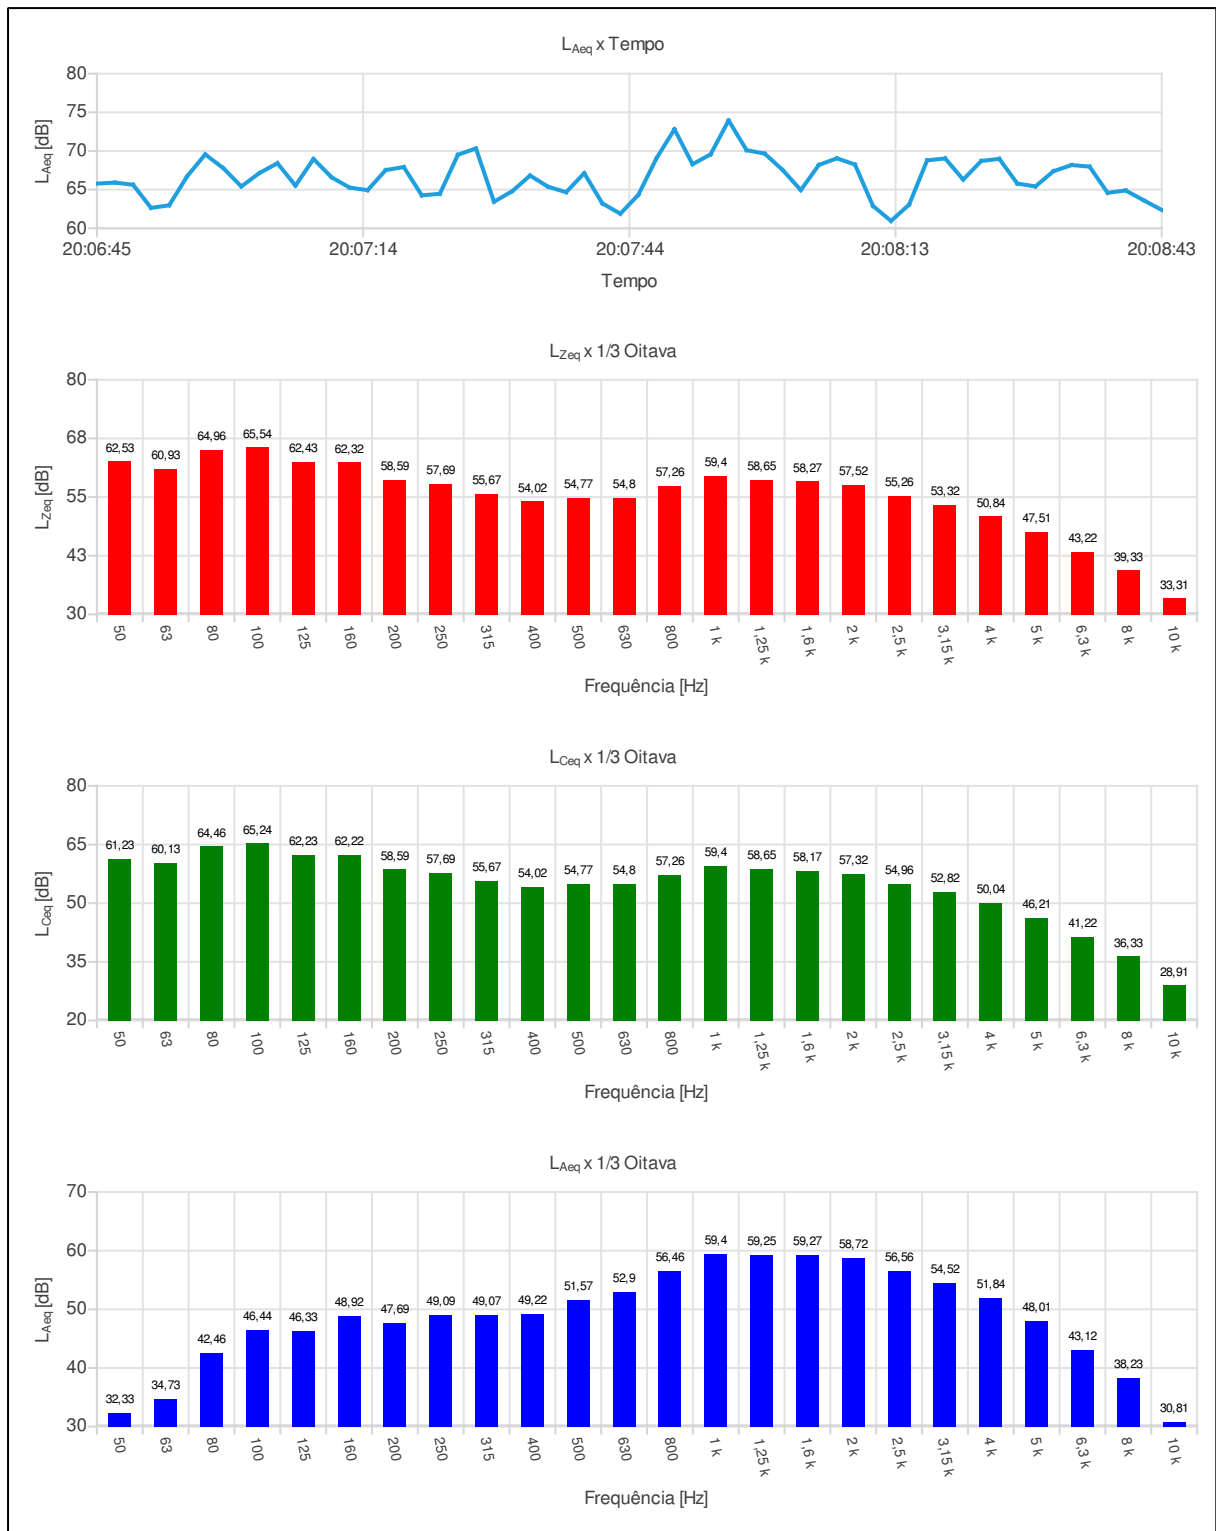 LAeq x Tempo
80
75
70
65
60
LAeq [dB]
20:06:45 20:07:14 20:07:44 20:08:13 20:08:43
Tempo
LZeq x 1/3 Oitava
80
68
55
43
30
LZeq [dB]
62,53 60,93 64,96 65,54 62,43 62,32 58,59 57,69 55,67 54,02 54,77 54,8 57,26 59,4 58,65 58,27 57,52 55,26 53,32 50,84 47,51 43,22 39,33 33,31
50 63 80 100 125 160 200 250 315 400 500 630 800 1 k 1,25 k 1,6 k 2 k 2,5 k 3,15 k 4 k 5 k 6,3 k 8 k 10 k
Frequência [Hz]
LCeq x 1/3 Oitava
80
65
50
35
20
LCeq [dB]
61,23 60,13 64,46 65,24 62,23 62,22 58,59 57,69 55,67 54,02 54,77 54,8 57,26 59,4 58,65 58,17 57,32 54,96 52,82 50,04 46,21 41,22 36,33 28,91
50 63 80 100 125 160 200 250 315 400 500 630 800 1 k 1,25 k 1,6 k 2 k 2,5 k 3,15 k 4 k 5 k 6,3 k 8 k 10 k
Frequência [Hz]
LAeq x 1/3 Oitava
70
60
50
40
30
LAeq [dB]
32,33 34,73 42,46 46,44 46,33 48,92 47,69 49,09 49,07 49,22 51,57 52,9 56,46 59,4 59,25 59,27 58,72 56,56 54,52 51,84 48,01 43,12 38,23 30,81
50 63 80 100 125 160 200 250 315 400 500 630 800 1 k 1,25 k 1,6 k 2 k 2,5 k 3,15 k 4 k 5 k 6,3 k 8 k 10 k
Frequência [Hz]